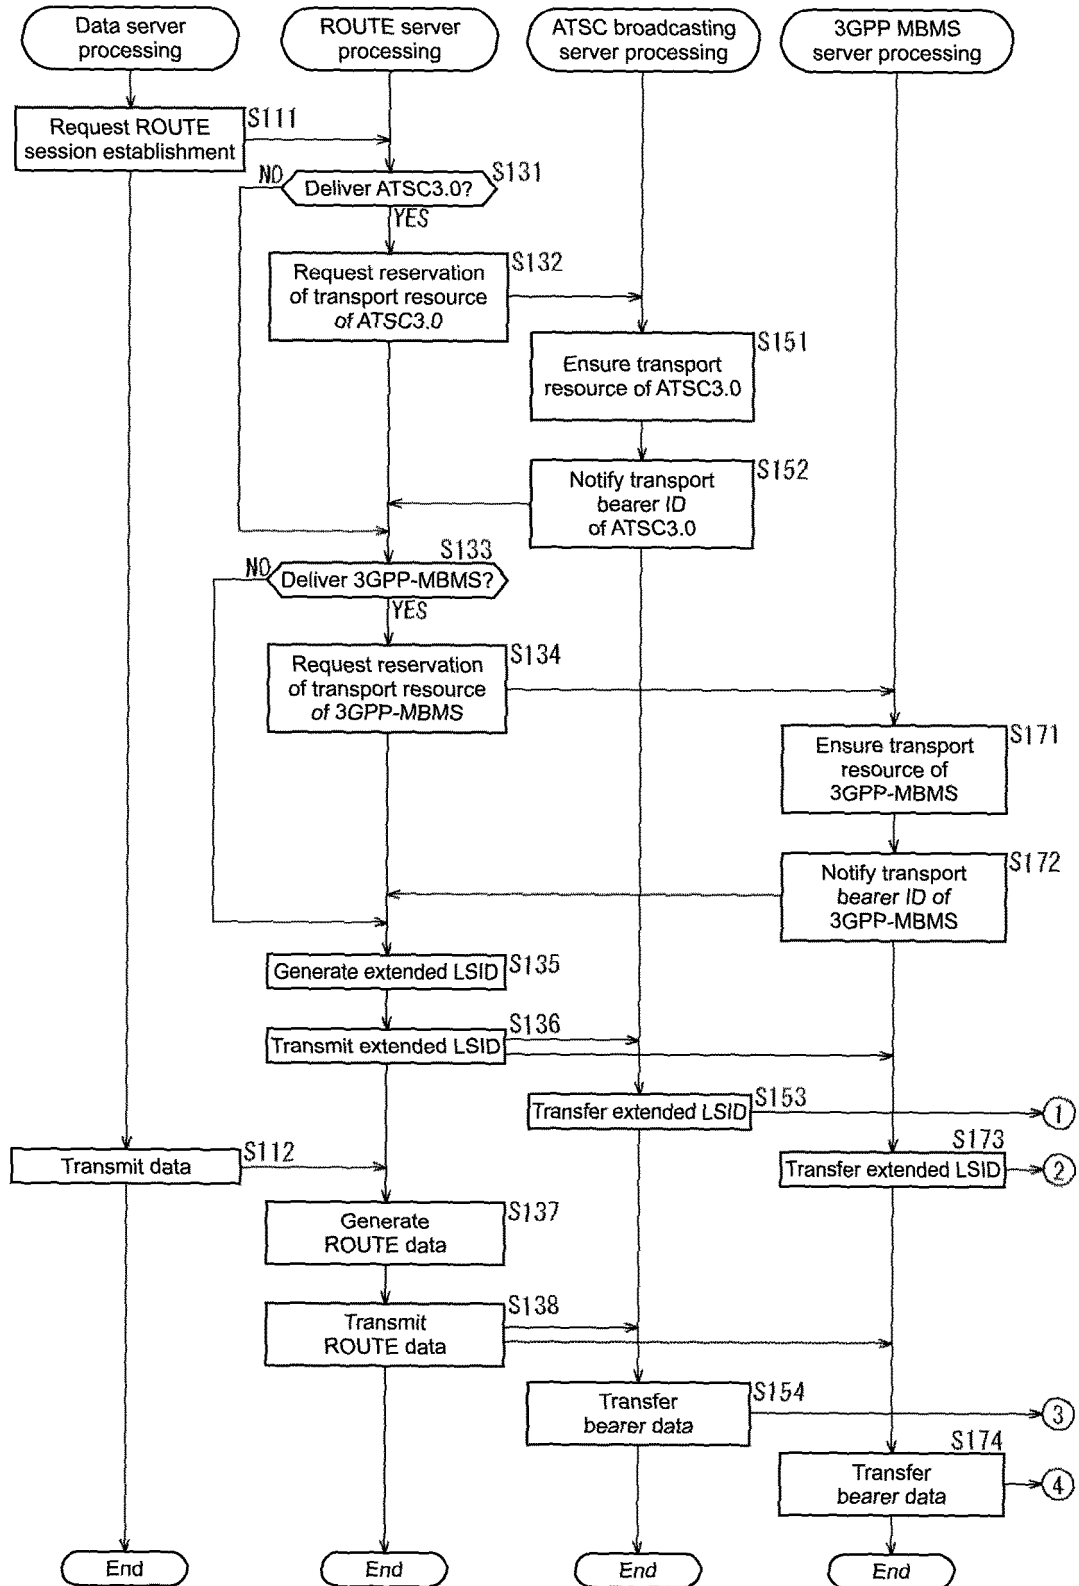 Data server
processing
ROUTE server
processing
ATSC broadcasting
server processing
3GPP MBMS
server processing
Request ROUTE
session establishment
S111
NO
Deliver ATSC3.0?
S131
YES
Request reservation
of transport resource
of ATSC3.0
S132
Ensure transport
resource of ATSC3.0
S151
Notify transport
bearer ID
of ATSC3.0
S152
S133
NO
Deliver 3GPP-MBMS?
YES
Request reservation
of transport resource
of 3GPP-MBMS
S134
Ensure transport
resource of
3GPP-MBMS
S171
Notify transport
bearer ID of
3GPP-MBMS
S172
Generate extended LSID
S135
Transmit extended LSID
S136
Transfer extended LSID
S153
1
Transmit data
S112
S173
Transfer extended LSID
2
Generate
ROUTE data
S137
Transmit
ROUTE data
S138
Transfer
bearer data
S154
3
S174
Transfer
bearer data
4
End
End
End
End